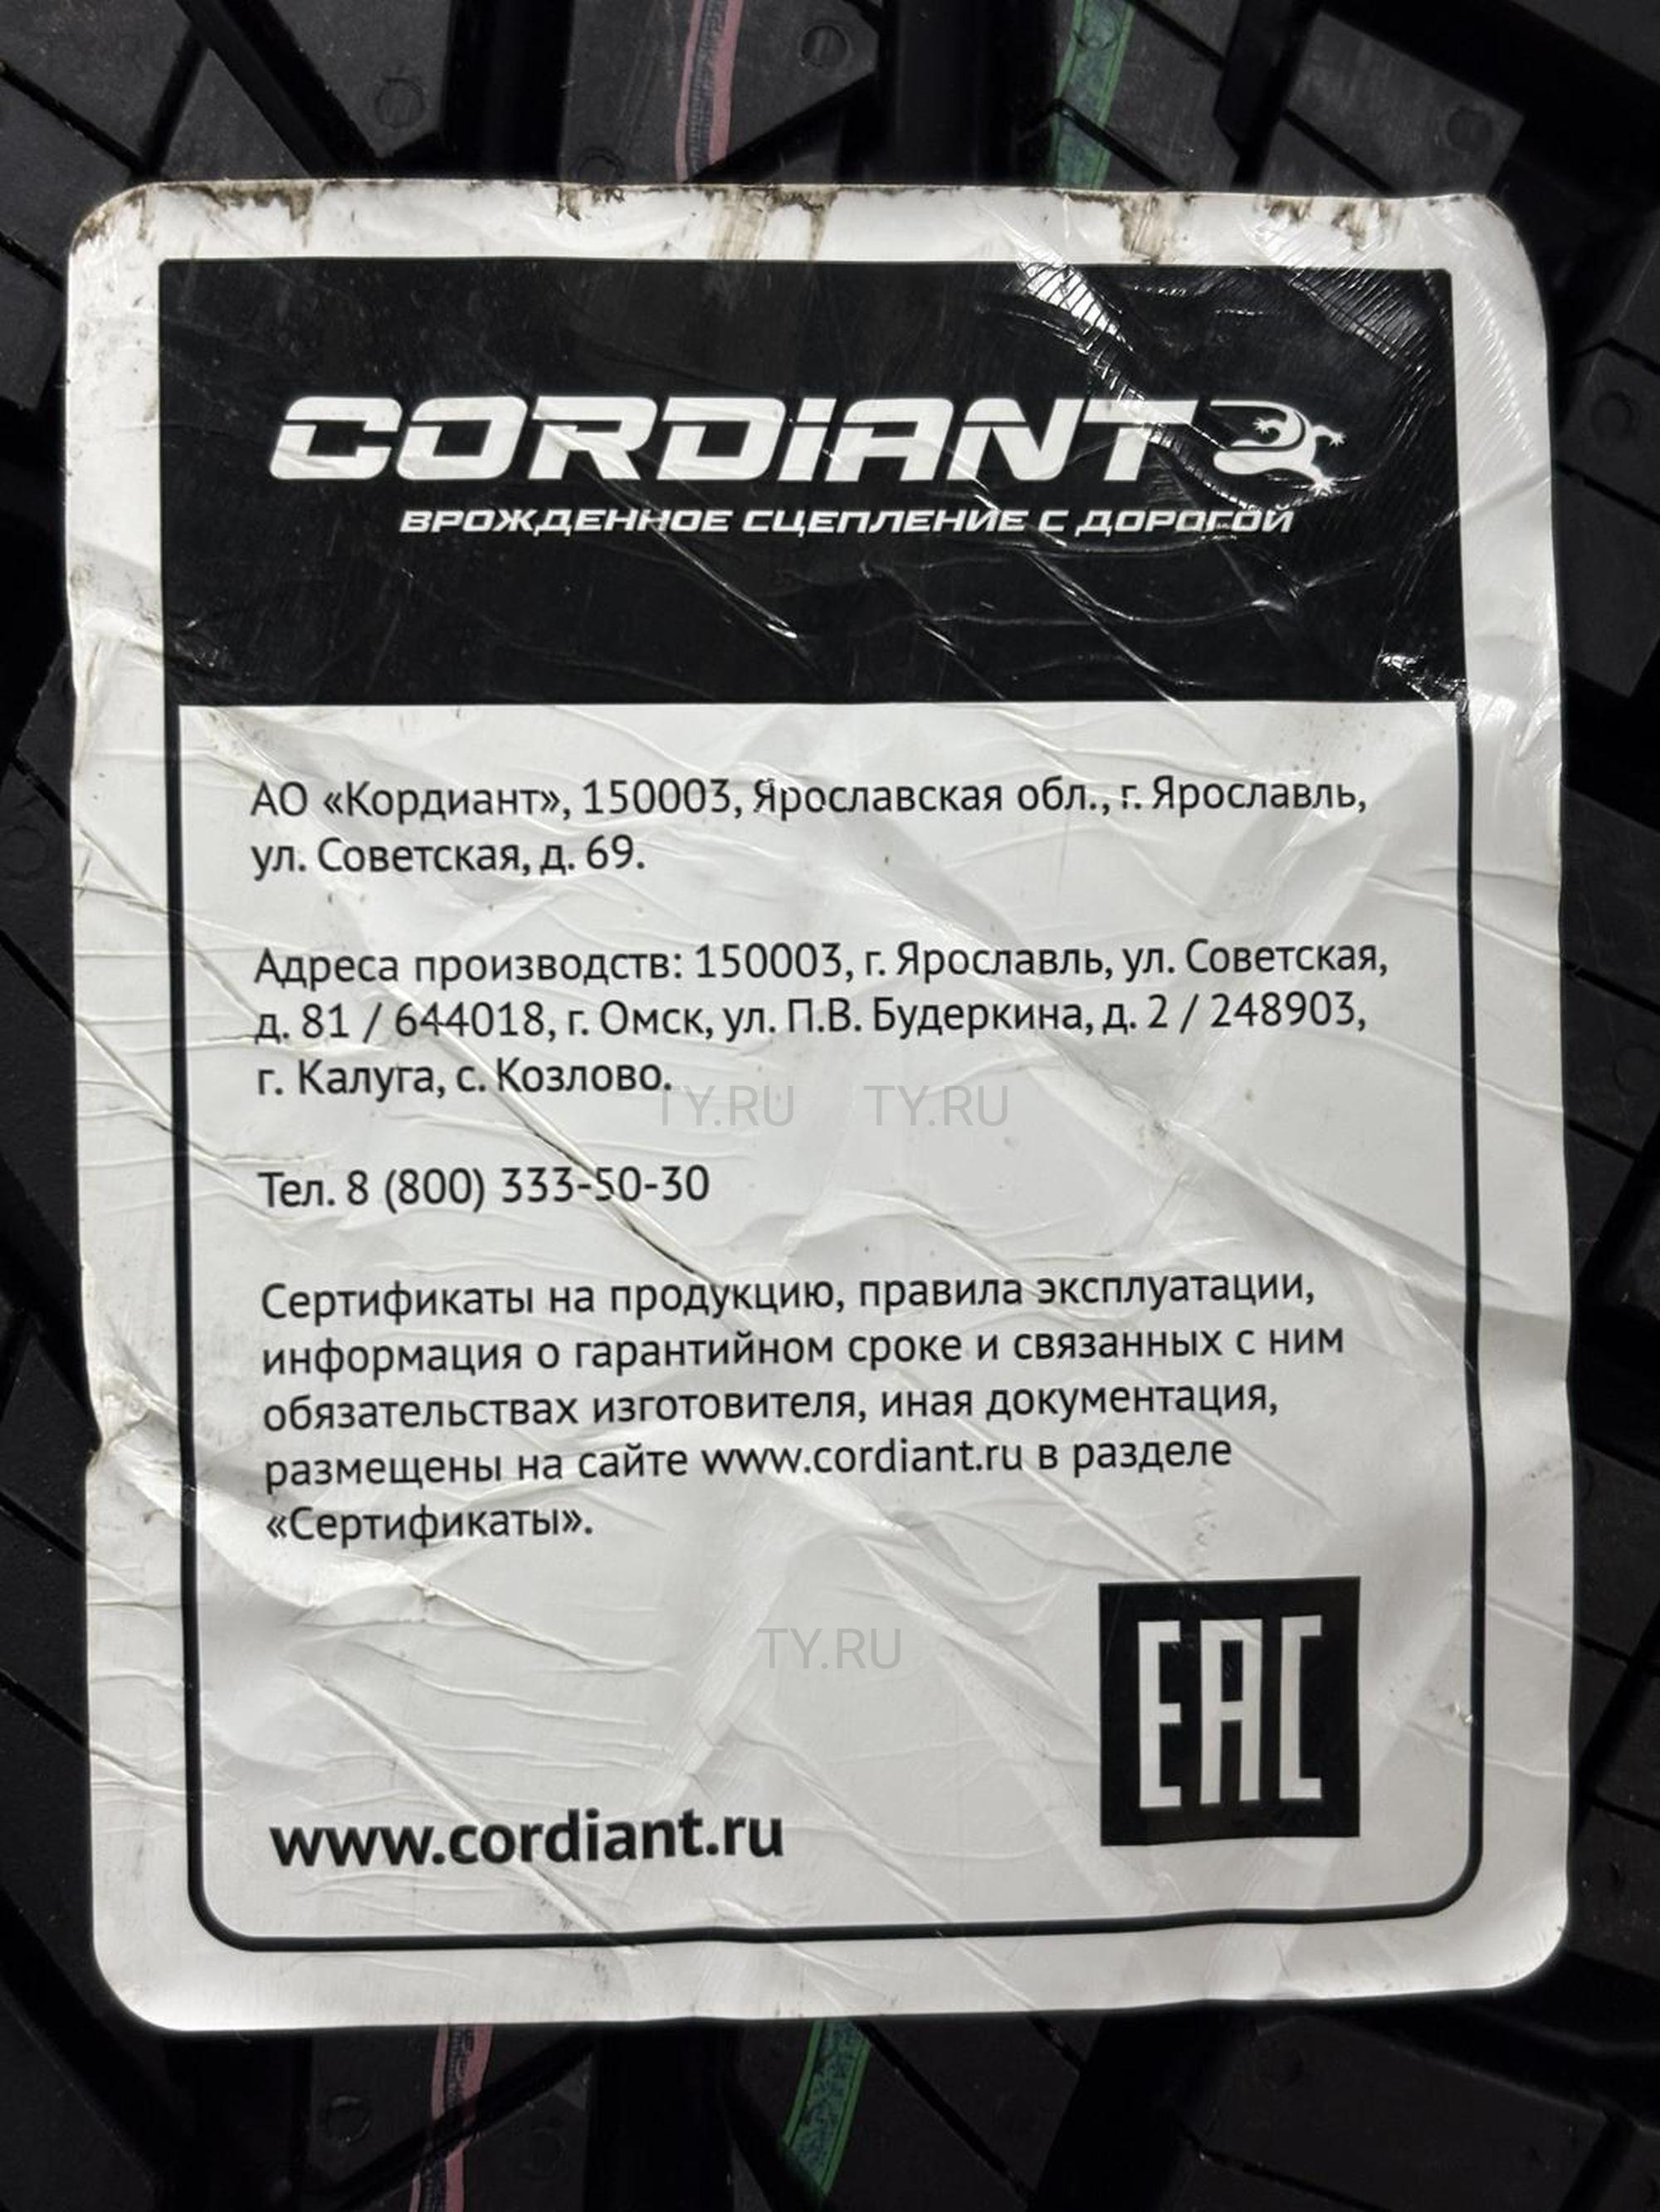 CORDIANT
ВРОЖДЕННОЕ СЦЕПЛЕНИЕ С ДОРОГОЙ
АО «Кордиант», 150003, Ярославская обл., г. Ярославль,
ул. Советская, д. 69.
Адреса производств: 150003, г. Ярославль, ул. Советская,
д. 81 / 644018, г. Омск, ул. П.В. Будеркина, д. 2 / 248903,
г. Калуга, с. Козлово.
TY.RU TY.RU
Тел. 8 (800) 333-50-30
Сертификаты на продукцию, правила эксплуатации,
информация о гарантийном сроке и связанных с ним
обязательствах изготовителя, иная документация,
размещены на сайте www.cordiant.ru в разделе
«Сертификаты».
TY.RU
EAC
www.cordiant.ru